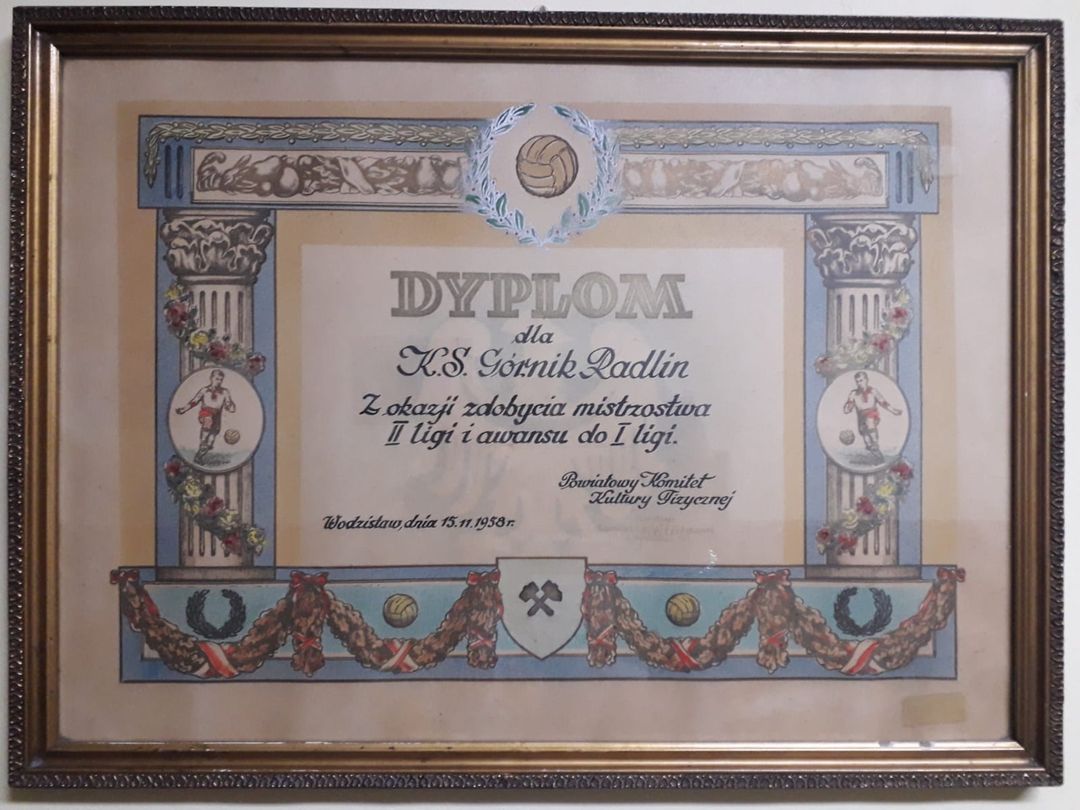 DYPLOM
dla
K.S. Górnik Radlin
Z okazji zdobycia mistrzostwa
II ligi i awansu do I ligi.
Powiatowy Komitet
Kultury Fizycznej
Wodzisław, dnia 15.11.1958 r.